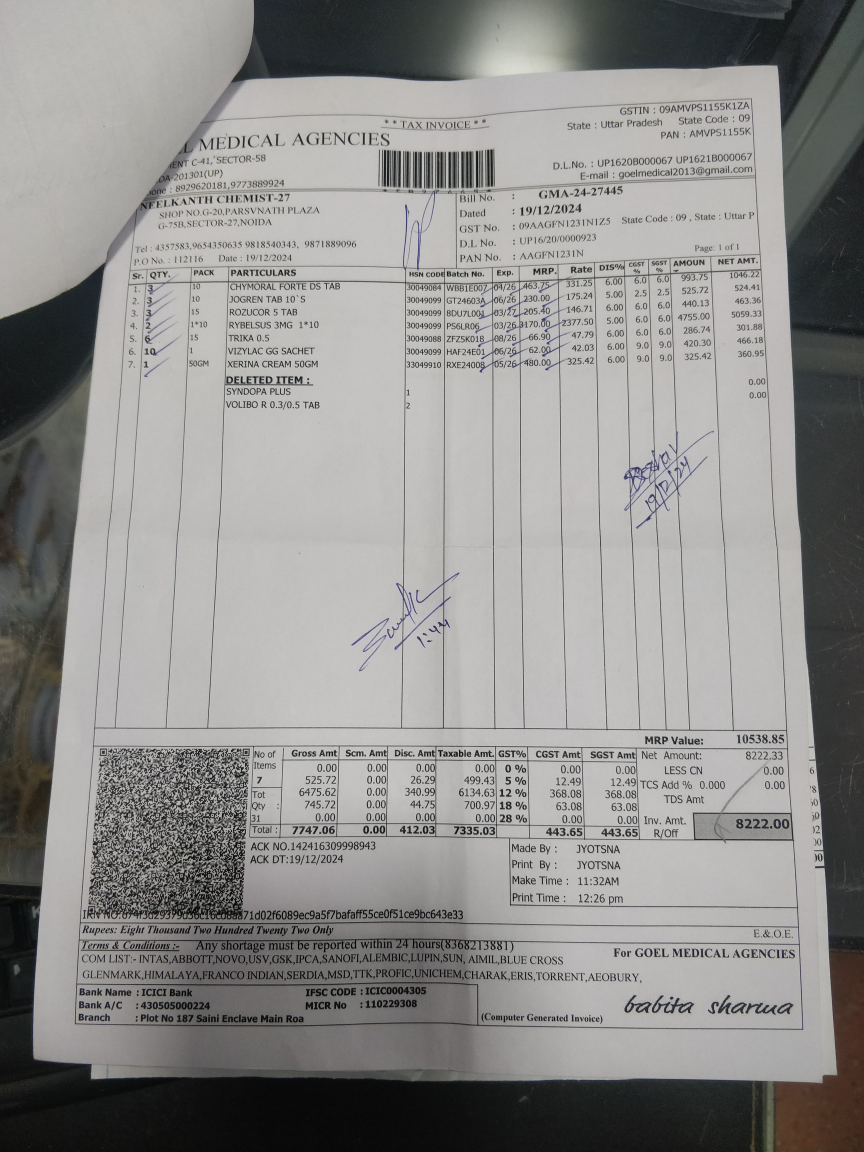 ** TAX INVOICE **
GSTIN : 09AMVPS1155K1ZA
State : Uttar Pradesh State Code : 09
PAN : AMVPS1155K
EL MEDICAL AGENCIES
ENT C-41, SECTOR-58
DA-201301(UP)
one : 8929620181,9773889924
D.L.No. : UP1620B000067 UP1621B000067
E-mail : goelmedical2013@gmail.com
NEELKANTH CHEMIST-27
SHOP NO.G-20,PARSVNATH PLAZA
G-75B,SECTOR-27,NOIDA
Tel : 4357583,9654350635 9818540343, 9871889096
P.O No. : 112116 Date : 19/12/2024
Bill No. : GMA-24-27445
Dated : 19/12/2024
GST No. : 09AAGFN1231N1Z5 State Code : 09 , State : Uttar P
D.L No. : UP16/20/0000923
PAN No. : AAGFN1231N
Page: 1 of 1
Sr. QTY. PACK PARTICULARS HSN CODE Batch No. Exp. MRP. Rate DIS% CGST % SGST % AMOUN NET AMT.
1. 3 10 CHYMORAL FORTE DS TAB 30049084 WBB1E007 04/26 463.75 331.25 6.00 6.0 6.0 993.75 1046.22
2. 3 10 JOGREN TAB 10`S 30049099 GT24603A 06/26 230.00 175.24 5.00 2.5 2.5 525.72 524.41
3. 3 15 ROZUCOR 5 TAB 30049099 8DU7L001 03/27 205.40 146.71 6.00 6.0 6.0 440.13 463.36
4. 2 1*10 RYBELSUS 3MG 1*10 30049099 PS6LR06 03/26 3170.00 2377.50 5.00 6.0 6.0 4755.00 5059.33
5. 6 15 TRIKA 0.5 30049088 ZFZ5K018 08/26 66.90 47.79 6.00 6.0 6.0 286.74 301.88
6. 10 1 VIZYLAC GG SACHET 30049099 HAF24E01 06/26 62.00 42.03 6.00 9.0 9.0 420.30 466.18
7. 1 50GM XERINA CREAM 50GM 33049910 RXE24008 05/26 480.00 325.42 6.00 9.0 9.0 325.42 360.95
DELETED ITEM :
SYNDOPA PLUS 1 0.00
VOLIBO R 0.3/0.5 TAB 2 0.00
19/12/24
1:44
MRP Value: 10538.85
No of Items 7 Tot Qty : 31
Gross Amt Scm. Amt Disc. Amt Taxable Amt. GST% CGST Amt SGST Amt
0.00 0.00 0.00 0.00 0 % 0.00 0.00
525.72 0.00 26.29 499.43 5 % 12.49 12.49
6475.62 0.00 340.99 6134.63 12 % 368.08 368.08
745.72 0.00 44.75 700.97 18 % 63.08 63.08
0.00 0.00 0.00 0.00 28 % 0.00 0.00
Total : 7747.06 0.00 412.03 7335.03 443.65 443.65
Net Amount: 8222.33
LESS CN 0.00
TCS Add % 0.000 0.00
TDS Amt
Inv. Amt. 8222.00
R/Off
ACK NO.142416309998943
ACK DT:19/12/2024
Made By : JYOTSNA
Print By : JYOTSNA
Make Time : 11:32AM
Print Time : 12:26 pm
Rupees: Eight Thousand Two Hundred Twenty Two Only
E.&.O.E.
Terms & Conditions :- Any shortage must be reported within 24 hours(8368213881)
COM LIST:- INTAS,ABBOTT,NOVO,USV,GSK,IPCA,SANOFI,ALEMBIC,LUPIN,SUN, AIMIL,BLUE CROSS
GLENMARK,HIMALAYA,FRANCO INDIAN,SERDIA,MSD,TTK,PROFIC,UNICHEM,CHARAK,ERIS,TORRENT,AEOBURY,
For GOEL MEDICAL AGENCIES
Bank Name : ICICI Bank IFSC CODE : ICIC0004305
Bank A/C : 430505000224 MICR No : 110229308
Branch : Plot No 187 Saini Enclave Main Roa
(Computer Generated Invoice)
babita sharma